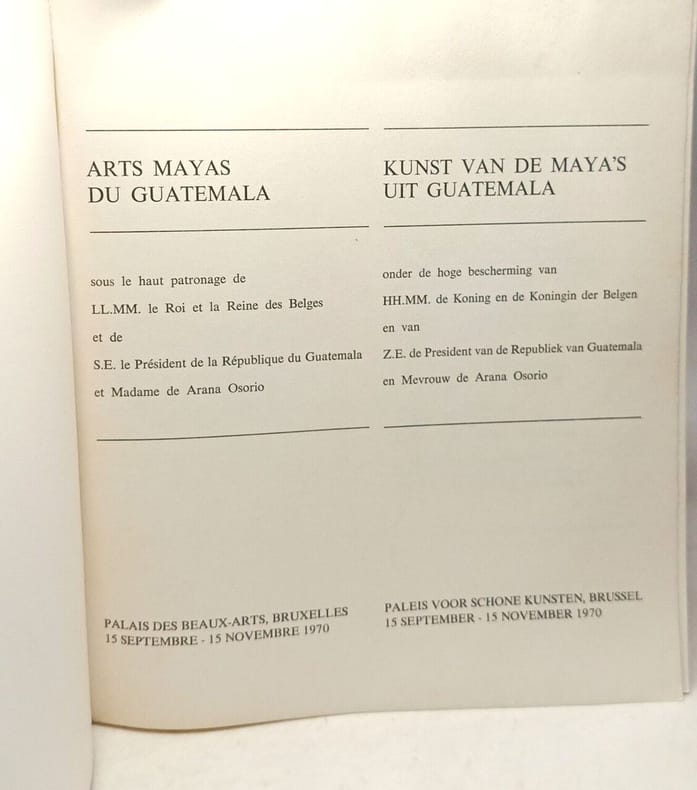 ARTS MAYAS
DU GUATEMALA
sous le haut patronage de
LL.MM. le Roi et la Reine des Belges
et de
S.E. le Président de la République du Guatemala
et Madame de Arana Osorio
PALAIS DES BEAUX-ARTS, BRUXELLES
15 SEPTEMBRE - 15 NOVEMBRE 1970
KUNST VAN DE MAYA'S
UIT GUATEMALA
onder de hoge bescherming van
HH.MM. de Koning en de Koningin der Belgen
en van
Z.E. de President van de Republiek van Guatemala
en Mevrouw de Arana Osorio
PALEIS VOOR SCHONE KUNSTEN, BRUSSEL
15 SEPTEMBER - 15 NOVEMBER 1970